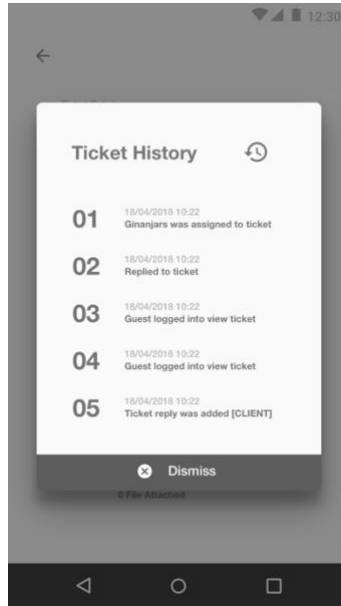 12:30
Ticket History
01
18/04/2018 10:22
Ginanjars was assigned to ticket
02
18/04/2018 10:22
Replied to ticket
03
18/04/2018 10:22
Guest logged into view ticket
04
18/04/2018 10:22
Guest logged into view ticket
05
18/04/2018 10:22
Ticket reply was added [CLIENT]
Dismiss
0 File Attached